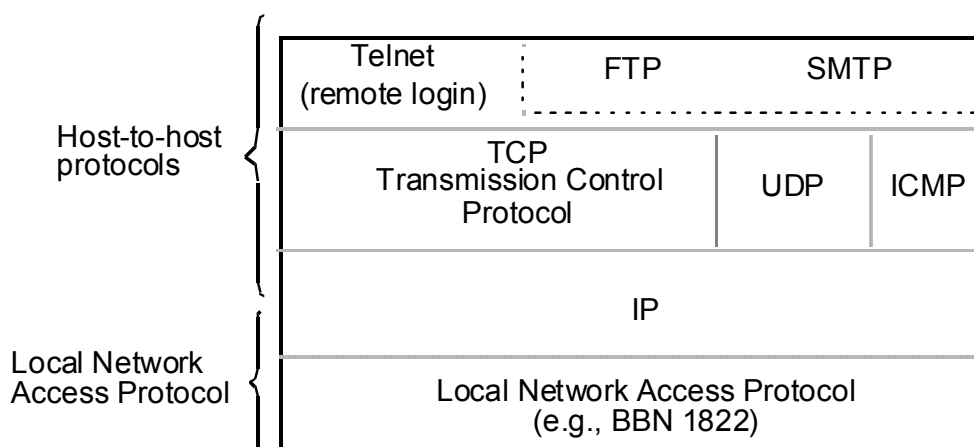 Telnet
(remote login)
FTP
SMTP
Host-to-host
protocols
TCP
Transmission Control
Protocol
UDP
ICMP
IP
Local Network
Access Protocol
Local Network Access Protocol
(e.g., BBN 1822)